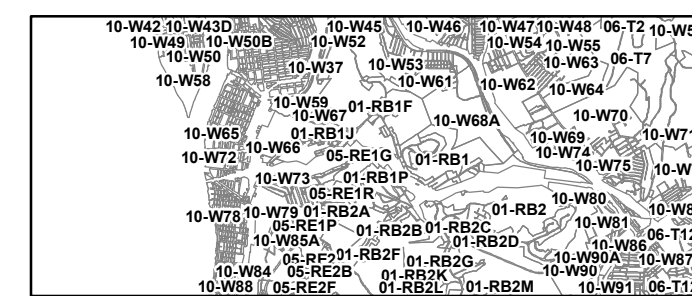 10-W42 10-W43D 10-W45 10-W46 10-W47 10-W48 06-T2
10-W49 10-W50B 10-W52 10-W54 10-W55
10-W50 10-W37 10-W53 10-W63 06-T7
10-W58 10-W61 10-W62 10-W64
10-W59 01-RB1F
10-W67 10-W68A 10-W70
10-W65 01-RB1J 10-W69
10-W66 05-RE1G 01-RB1 10-W74
10-W72 10-W75
10-W73 01-RB1P
05-RE1R 10-W80
10-W78 10-W79 01-RB2A 01-RB2
05-RE1P 01-RB2B 01-RB2C 10-W81
10-W85A 01-RB2D 10-W86
05-RE2 01-RB2F 01-RB2G 10-W90A 10-W87
10-W84 05-RE2B 01-RB2K 10-W90
10-W88 05-RE2F 01-RB2L 01-RB2M 10-W91